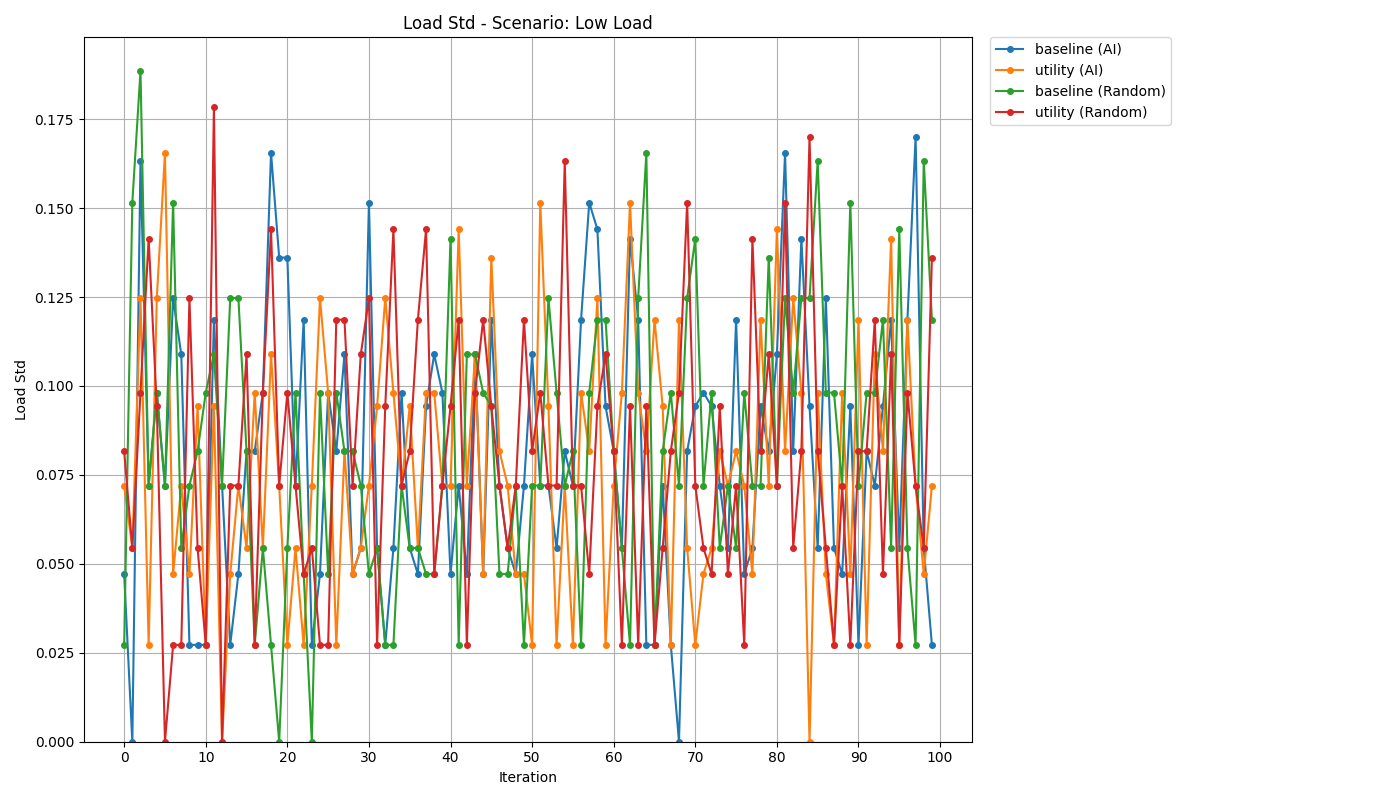 Load Std - Scenario: Low Load
baseline (AI)
utility (AI)
baseline (Random)
utility (Random)
Load Std
0.175
0.150
0.125
0.100
0.075
0.050
0.025
0.000
0 10 20 30 40 50 60 70 80 90 100
Iteration